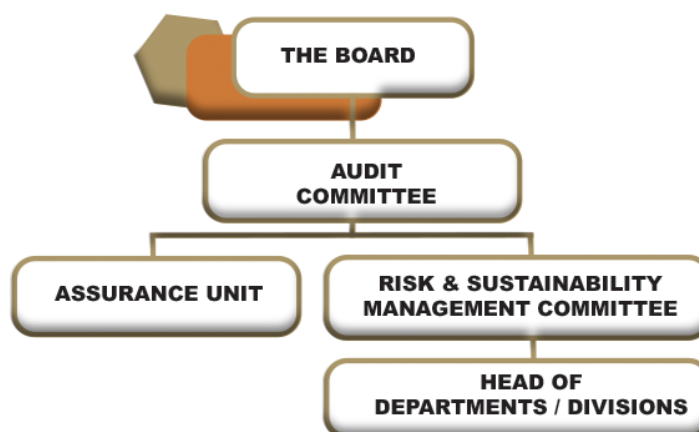 THE BOARD
AUDIT
COMMITTEE
ASSURANCE UNIT
RISK & SUSTAINABILITY
MANAGEMENT COMMITTEE
HEAD OF
DEPARTMENTS / DIVISIONS